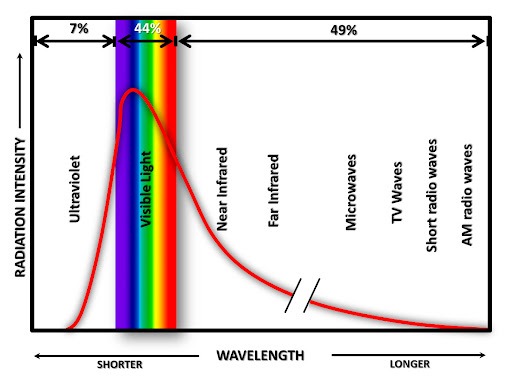 7%
44%
49%
RADIATION INTENSITY
Ultraviolet
Visible Light
Near Infrared
Far Infrared
Microwaves
TV Waves
Short radio waves
AM radio waves
SHORTER
WAVELENGTH
LONGER